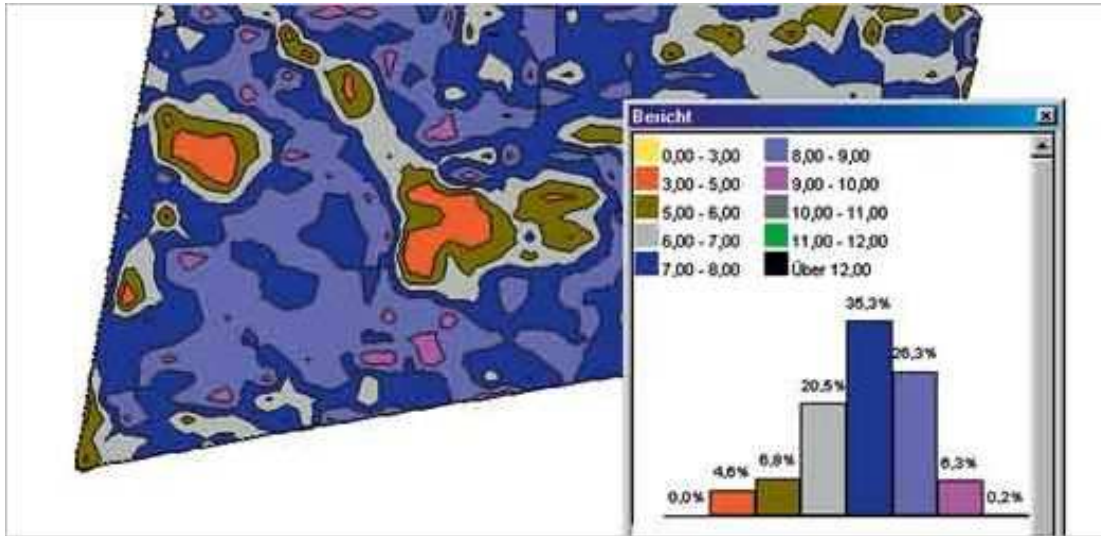 Bericht
0,00 - 3,00 8,00 - 9,00
3,00 - 5,00 9,00 - 10,00
5,00 - 6,00 10,00 - 11,00
6,00 - 7,00 11,00 - 12,00
7,00 - 8,00 Über 12,00
35,3%
26,3%
20,5%
6,8%
4,6%
6,3%
0,0%
0,2%